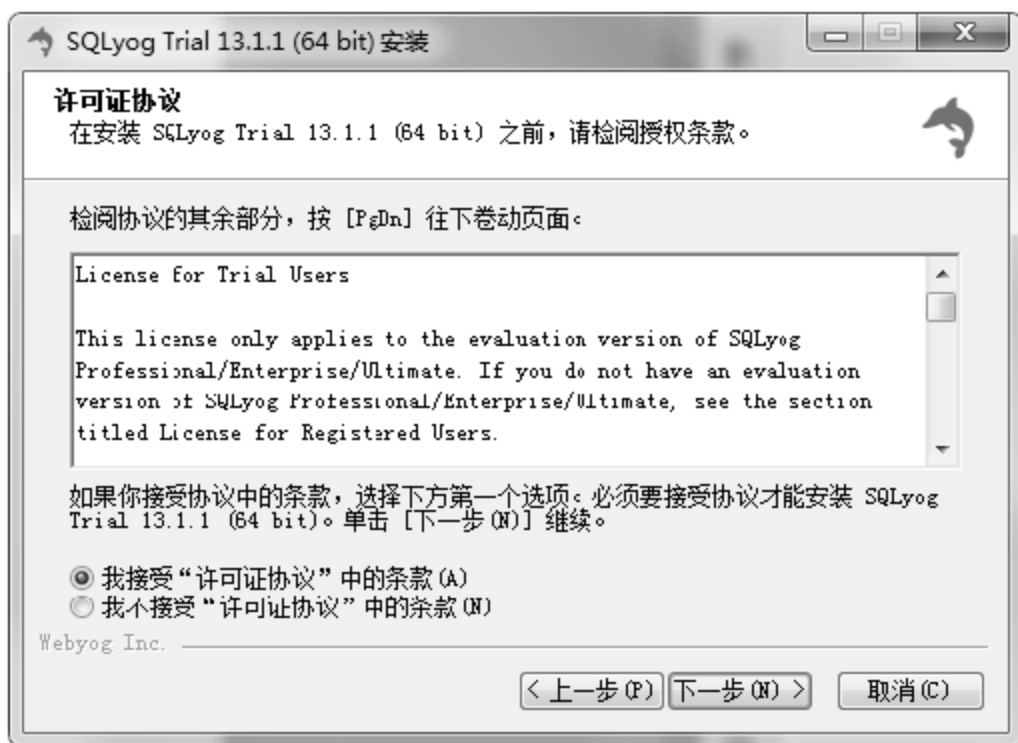 SQLyog Trial 13.1.1 (64 bit) 安装
许可证协议
在安装 SQLyog Trial 13.1.1 (64 bit) 之前，请检阅授权条款。
检阅协议的其余部分，按 [PgDn] 往下卷动页面。
License for Trial Users
This license only applies to the evaluation version of SQLyog
Professional/Enterprise/Ultimate. If you do not have an evaluation
version of SQLyog Professional/Enterprise/Ultimate, see the section
titled License for Registered Users.
如果你接受协议中的条款，选择下方第一个选项。必须要接受协议才能安装 SQLyog
Trial 13.1.1 (64 bit)。单击 [下一步(N)] 继续。
我接受“许可证协议”中的条款(A)
我不接受“许可证协议”中的条款(N)
Webyog Inc.
< 上一步(P) 下一步(N) > 取消(C)